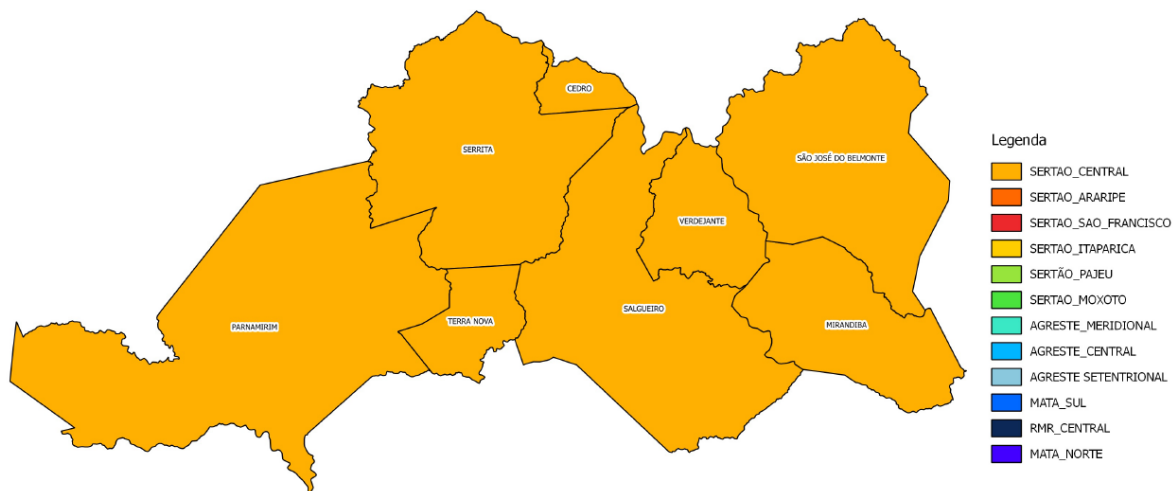 CEDRO
SERRITA
SÃO JOSÉ DO BELMONTE
VERDEJANTE
SALGUEIRO
TERRA NOVA
PARNAMIRIM
MIRANDIBA
Legenda
SERTAO_CENTRAL
SERTAO_ARARIPE
SERTAO_SAO_FRANCISCO
SERTAO_ITAPARICA
SERTÃO_PAJEU
SERTAO_MOXOTO
AGRESTE_MERIDIONAL
AGRESTE_CENTRAL
AGRESTE SETENTRIONAL
MATA_SUL
RMR_CENTRAL
MATA_NORTE